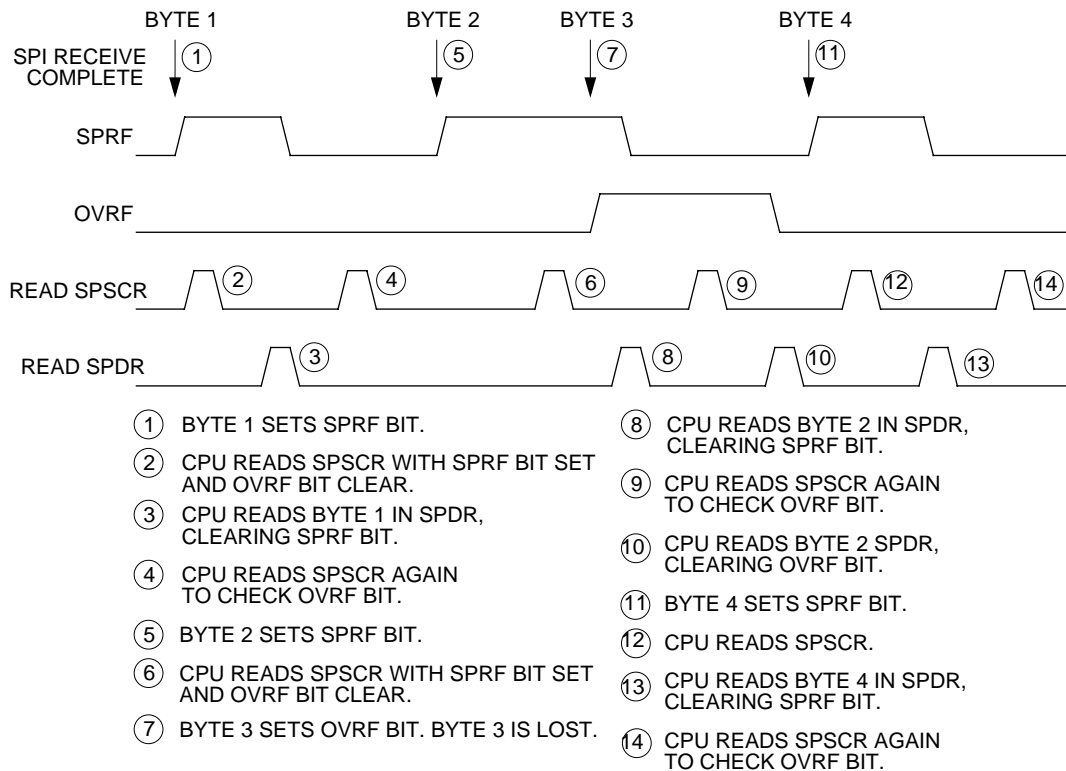 BYTE 1 BYTE 2 BYTE 3 BYTE 4
SPI RECEIVE
COMPLETE
1 5 7 11
SPRF
OVRF
READ SPSCR
2 4 6 9 12 14
READ SPDR
3 8 10 13
1 BYTE 1 SETS SPRF BIT.
2 CPU READS SPSCR WITH SPRF BIT SET
AND OVRF BIT CLEAR.
3 CPU READS BYTE 1 IN SPDR,
CLEARING SPRF BIT.
4 CPU READS SPSCR AGAIN
TO CHECK OVRF BIT.
5 BYTE 2 SETS SPRF BIT.
6 CPU READS SPSCR WITH SPRF BIT SET
AND OVRF BIT CLEAR.
7 BYTE 3 SETS OVRF BIT. BYTE 3 IS LOST.
8 CPU READS BYTE 2 IN SPDR,
CLEARING SPRF BIT.
9 CPU READS SPSCR AGAIN
TO CHECK OVRF BIT.
10 CPU READS BYTE 2 SPDR,
CLEARING OVRF BIT.
11 BYTE 4 SETS SPRF BIT.
12 CPU READS SPSCR.
13 CPU READS BYTE 4 IN SPDR,
CLEARING SPRF BIT.
14 CPU READS SPSCR AGAIN
TO CHECK OVRF BIT.